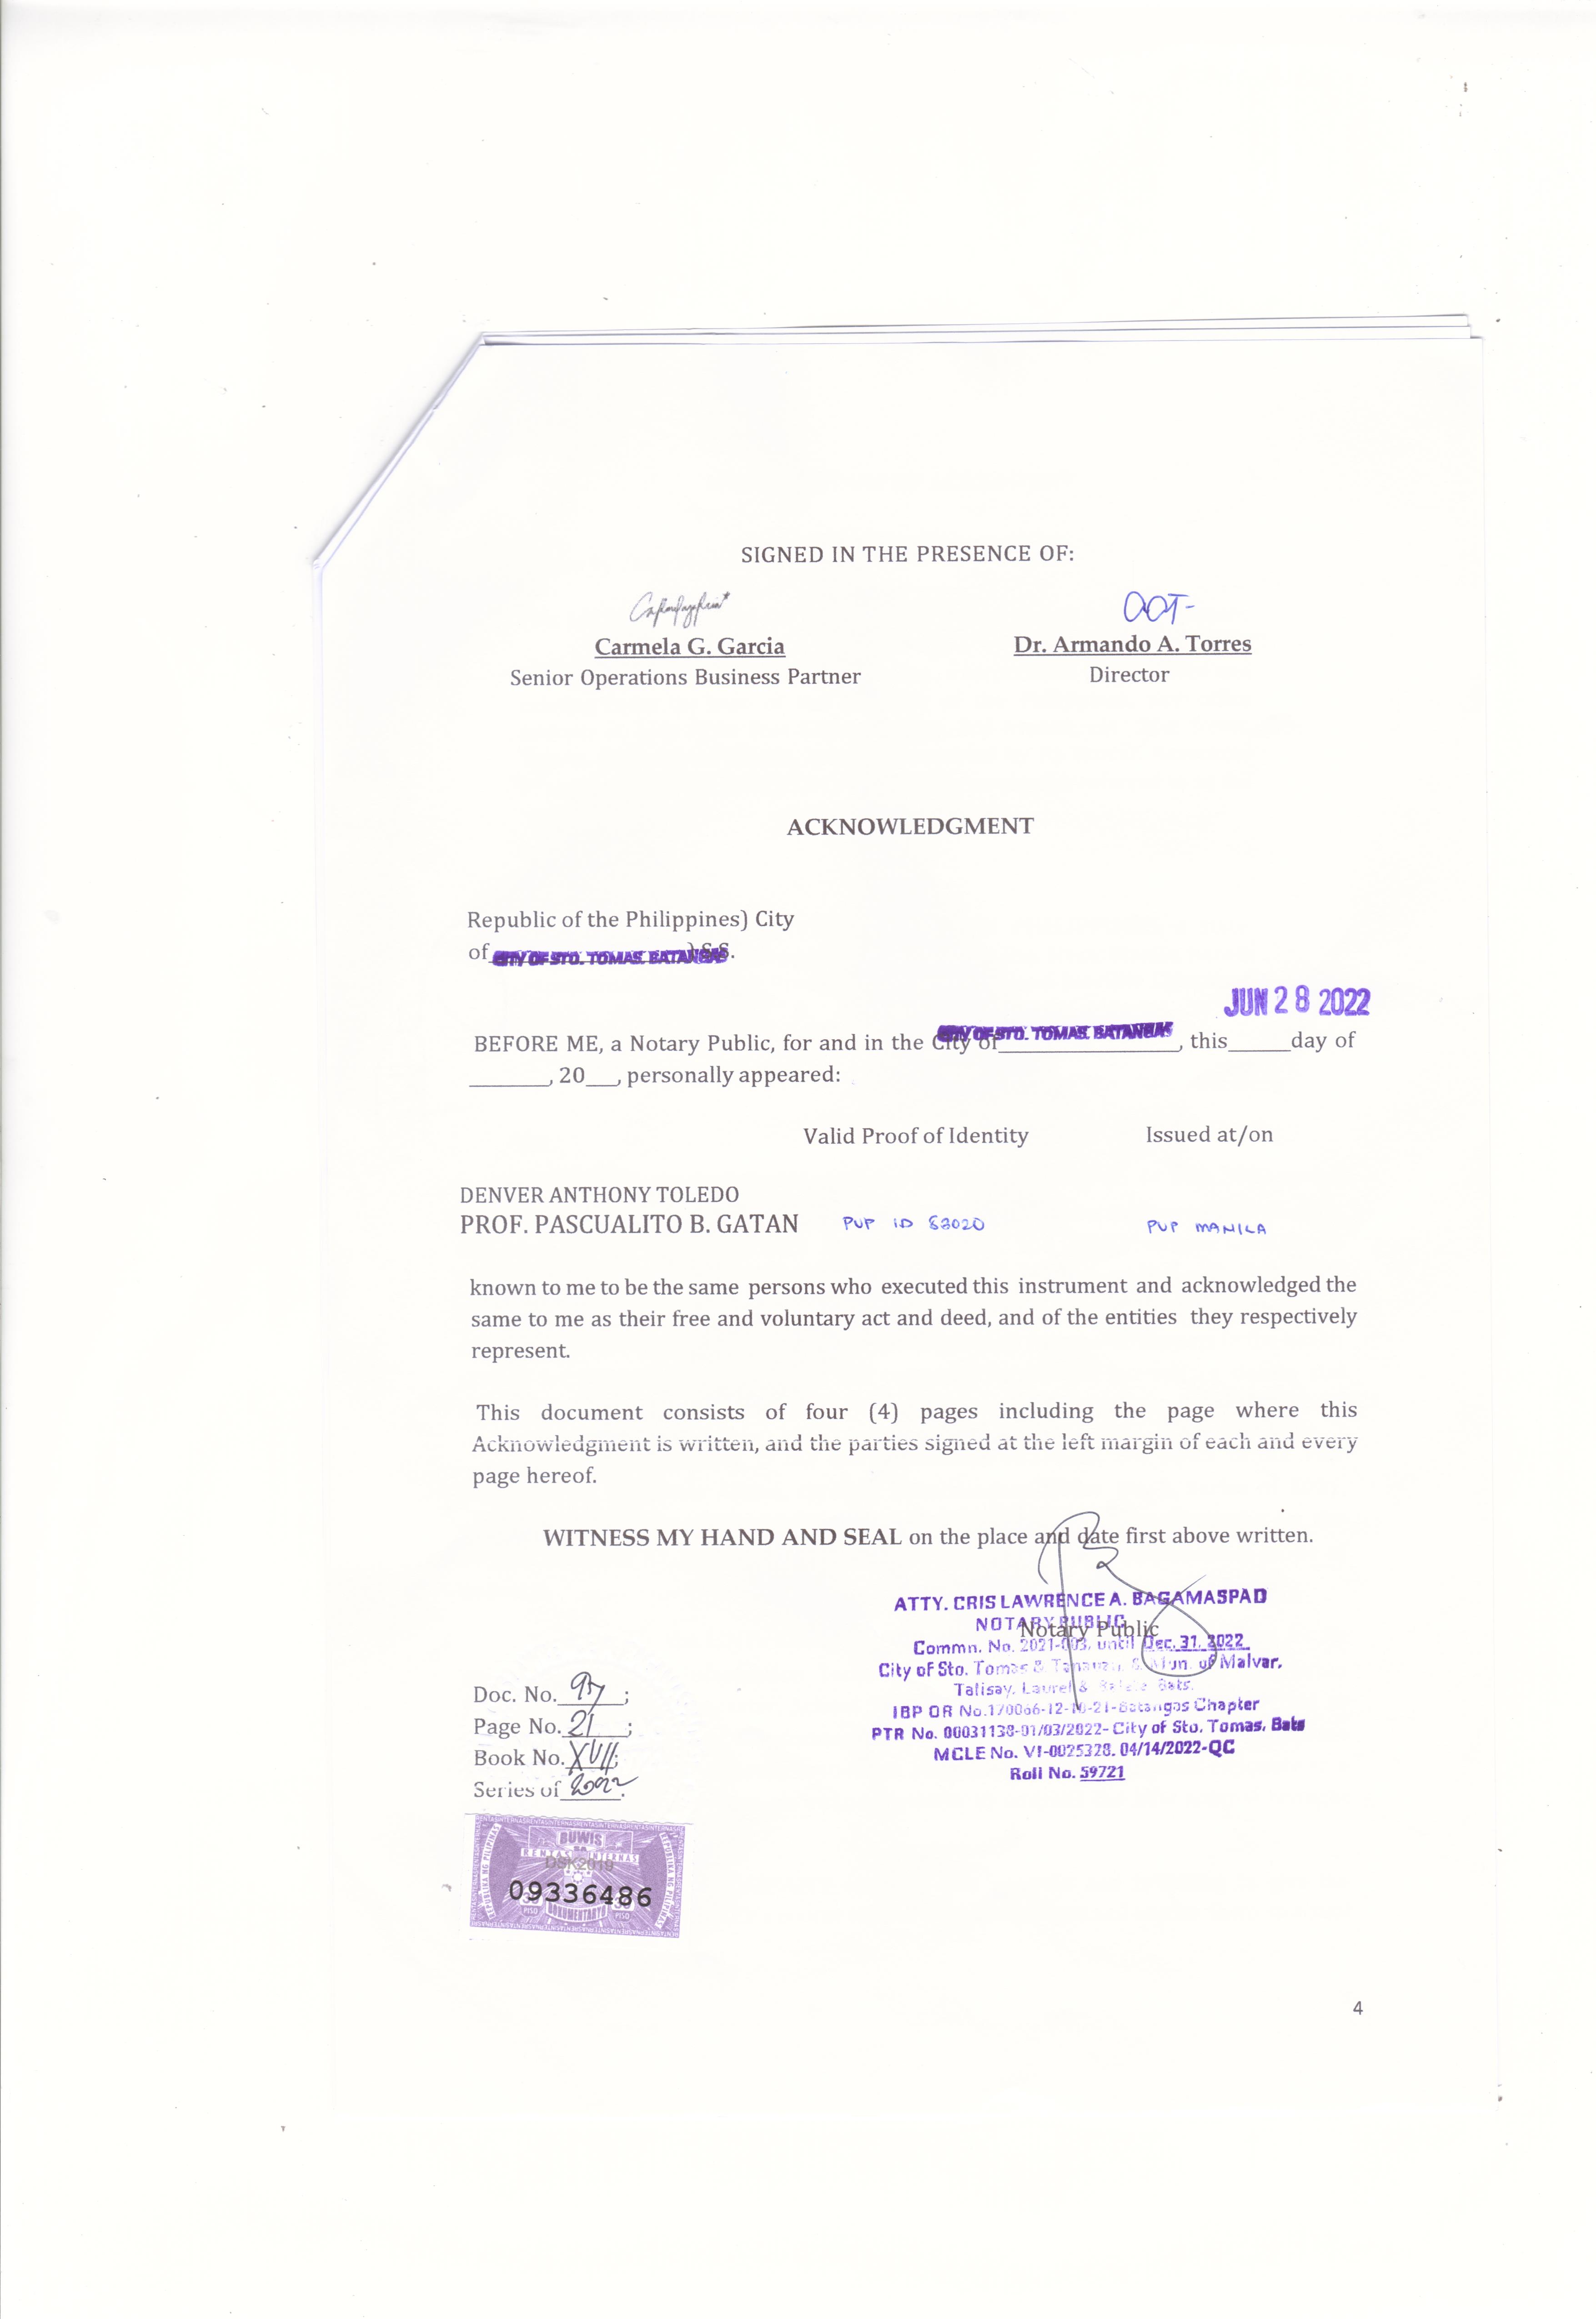 SIGNED IN THE PRESENCE OF:
Carmela G. Garcia
Senior Operations Business Partner
OOT-
Dr. Armando A. Torres
Director
ACKNOWLEDGMENT
Republic of the Philippines) City
of CITY OF STO. TOMAS, BATANGAS ) S.S.
JUN 28 2022
CITY OF STO. TOMAS, BATANGAS
BEFORE ME, a Notary Public, for and in the City of__________________, this______day of
________, 20___, personally appeared:
Valid Proof of Identity Issued at/on
DENVER ANTHONY TOLEDO
PROF. PASCUALITO B. GATAN PUP ID PUP MANILA
known to me to be the same persons who executed this instrument and acknowledged the
same to me as their free and voluntary act and deed, and of the entities they respectively
represent.
This document consists of four (4) pages including the page where this
Acknowledgment is written, and the parties signed at the left margin of each and every
page hereof.
WITNESS MY HAND AND SEAL on the place and date first above written.
ATTY. CRIS LAWRENCE A. BAGAMASPAD
NOTARY PUBLIC
Notary Public
Commn. No. 2021-003, until Dec. 31, 2022
City of Sto. Tomas & Tanauan, & Mun. of Malvar,
Talisay, Laurel & Bats.
IBP OR No.170066-12-10-21-Batangas Chapter
PTR No. 00031138-01/03/2022- City of Sto. Tomas, Bats
MCLE No. VI-0025328, 04/14/2022-QC
Roll No. 59721
Doc. No. ;
Page No. 21 ;
Book No. XVII;
Series of 2022.
BUWIS
RENTAS INTERNAS
DSK2019
09336486
30 PISO DOKUMENTARYO 30 PISO
REPUBLIKA NG PILIPINAS
4